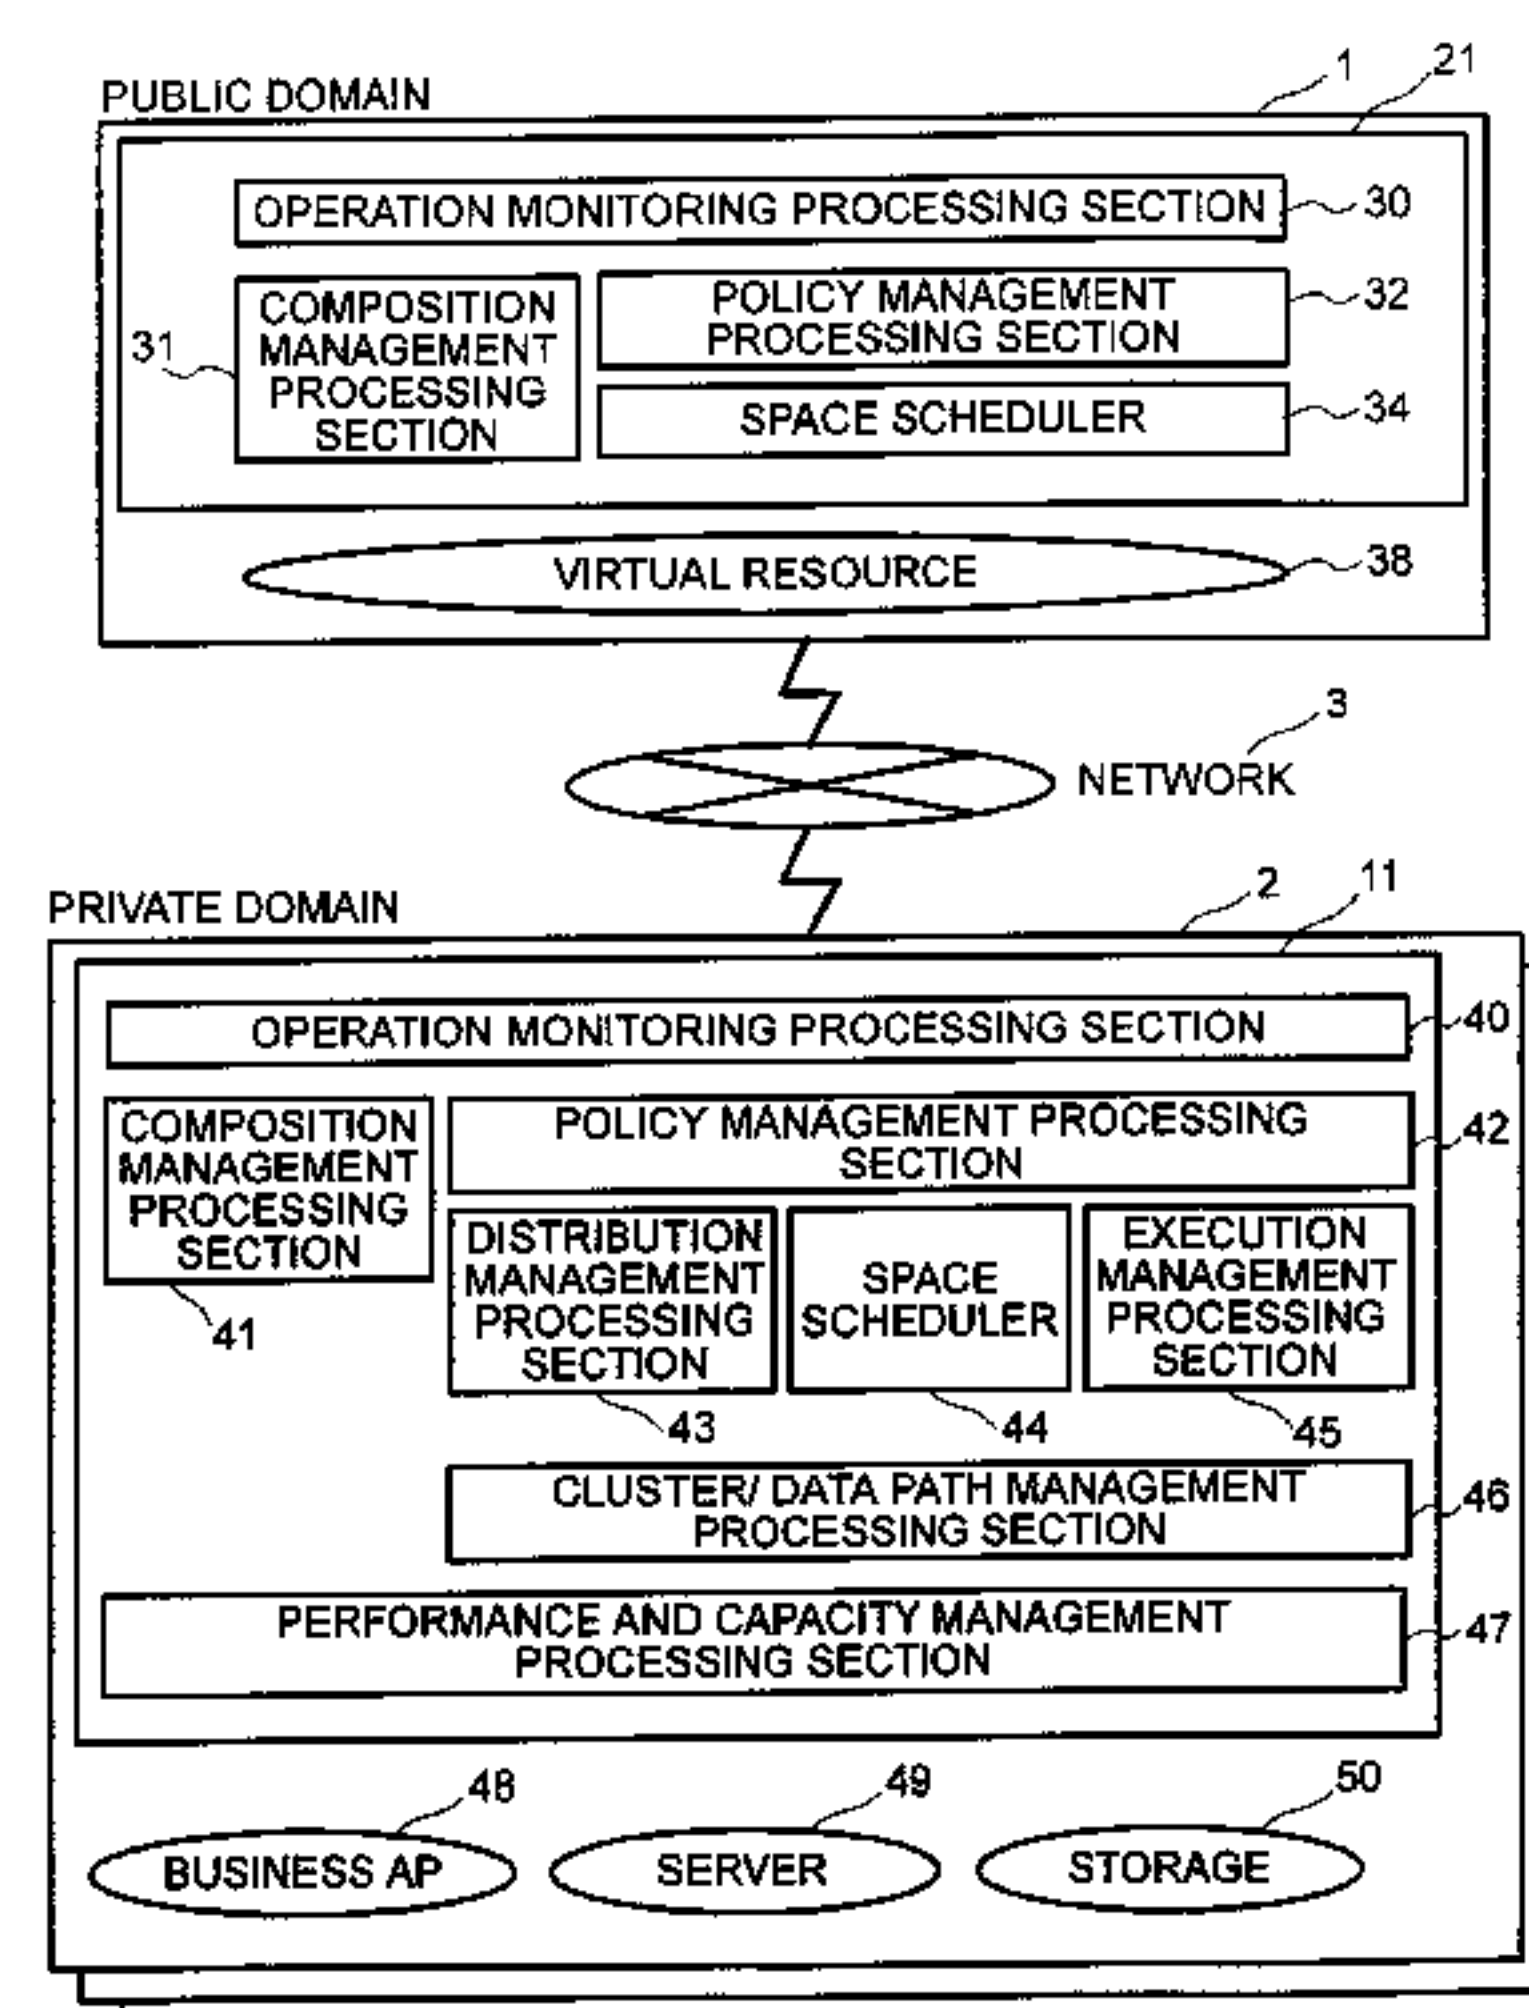 1
21
PUBLIC DOMAIN
OPERATION MONITORING PROCESSING SECTION
30
COMPOSITION
MANAGEMENT
PROCESSING
SECTION
31
POLICY MANAGEMENT
PROCESSING SECTION
32
SPACE SCHEDULER
34
VIRTUAL RESOURCE
38
3
NETWORK
PRIVATE DOMAIN
2
11
OPERATION MONITORING PROCESSING SECTION
40
COMPOSITION
MANAGEMENT
PROCESSING
SECTION
41
POLICY MANAGEMENT PROCESSING
SECTION
42
DISTRIBUTION
MANAGEMENT
PROCESSING
SECTION
43
SPACE
SCHEDULER
44
EXECUTION
MANAGEMENT
PROCESSING
SECTION
45
CLUSTER/ DATA PATH MANAGEMENT
PROCESSING SECTION
46
PERFORMANCE AND CAPACITY MANAGEMENT
PROCESSING SECTION
47
48
49
50
BUSINESS AP
SERVER
STORAGE